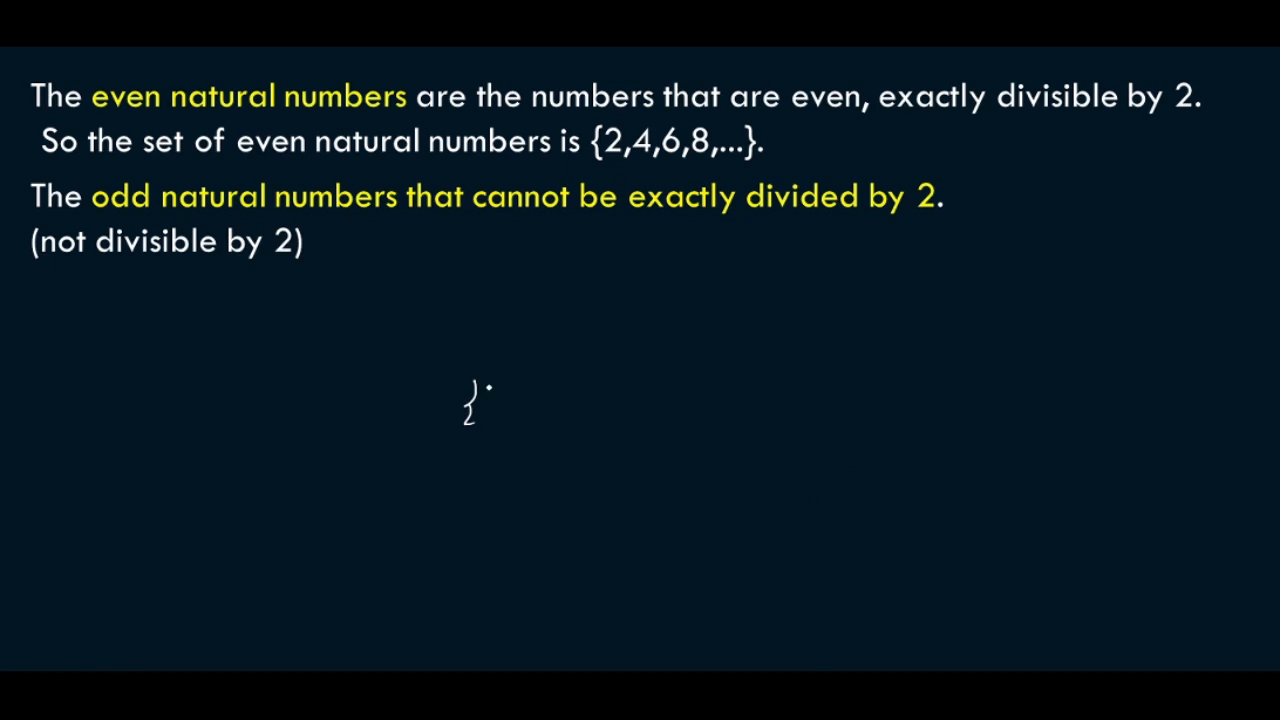 The even natural numbers are the numbers that are even, exactly divisible by 2.
So the set of even natural numbers is {2,4,6,8,...}.
The odd natural numbers that cannot be exactly divided by 2.
(not divisible by 2)